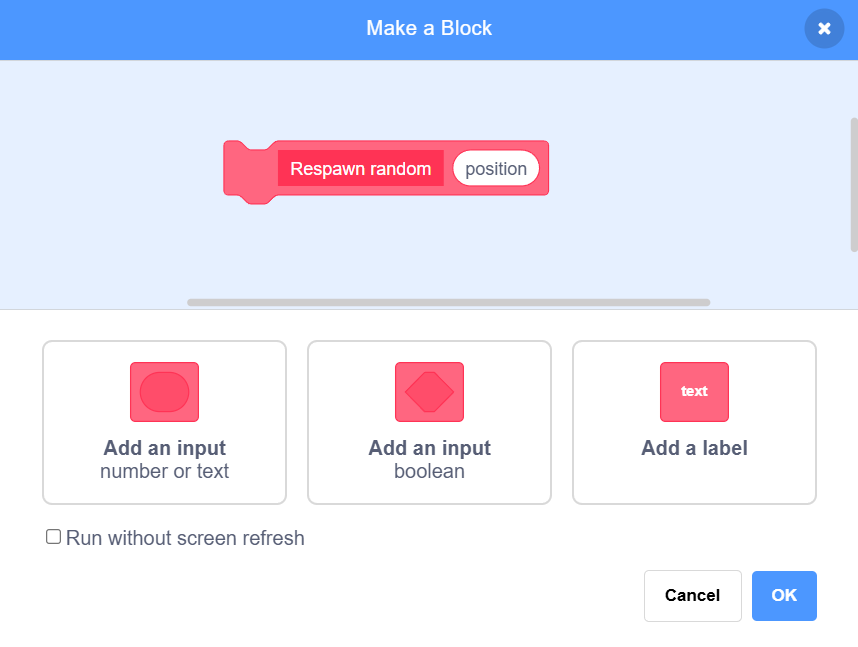 Make a Block
Respawn random position
text
Add an input
number or text
Add an input
boolean
Add a label
Run without screen refresh
Cancel
OK